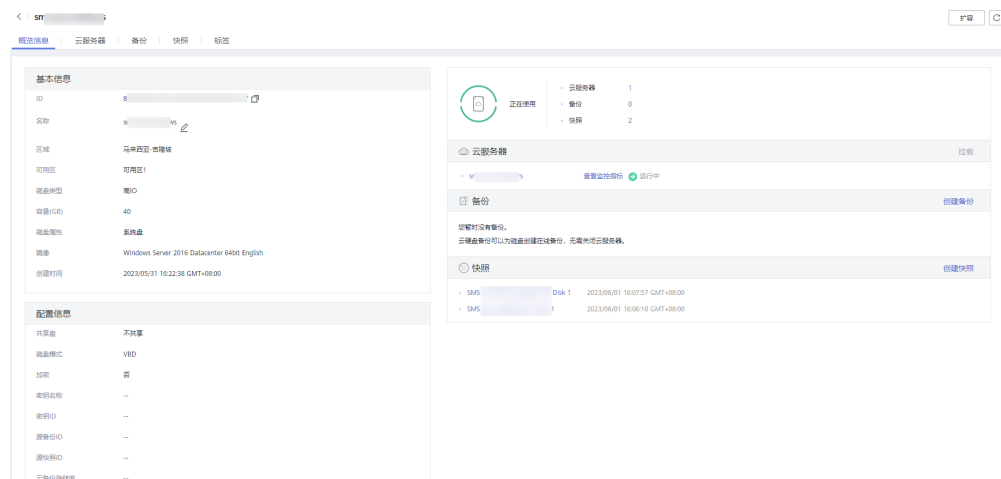 sm s
扩容
概览信息 云服务器 备份 快照 标签
基本信息
ID 8
名称 ws
区域 马来西亚-吉隆坡
可用区 可用区1
磁盘类型 高IO
容量(GB) 40
磁盘属性 系统盘
镜像 Windows Server 2016 Datacenter 64bit English
创建时间 2023/05/31 16:22:38 GMT+08:00
配置信息
共享盘 不共享
磁盘模式 VBD
加密 否
密钥名称 --
密钥ID --
源备份ID --
源快照ID --
--
正在使用
云服务器 1
备份 0
快照 2
云服务器 挂载
查看监控指标 运行中
备份 创建备份
您暂时没有备份。
云硬盘备份可以为磁盘创建在线备份，无需关闭云服务器。
快照 创建快照
SMS Disk 1 2023/06/01 16:07:57 GMT+08:00
SMS 1 2023/06/01 16:06:10 GMT+08:00